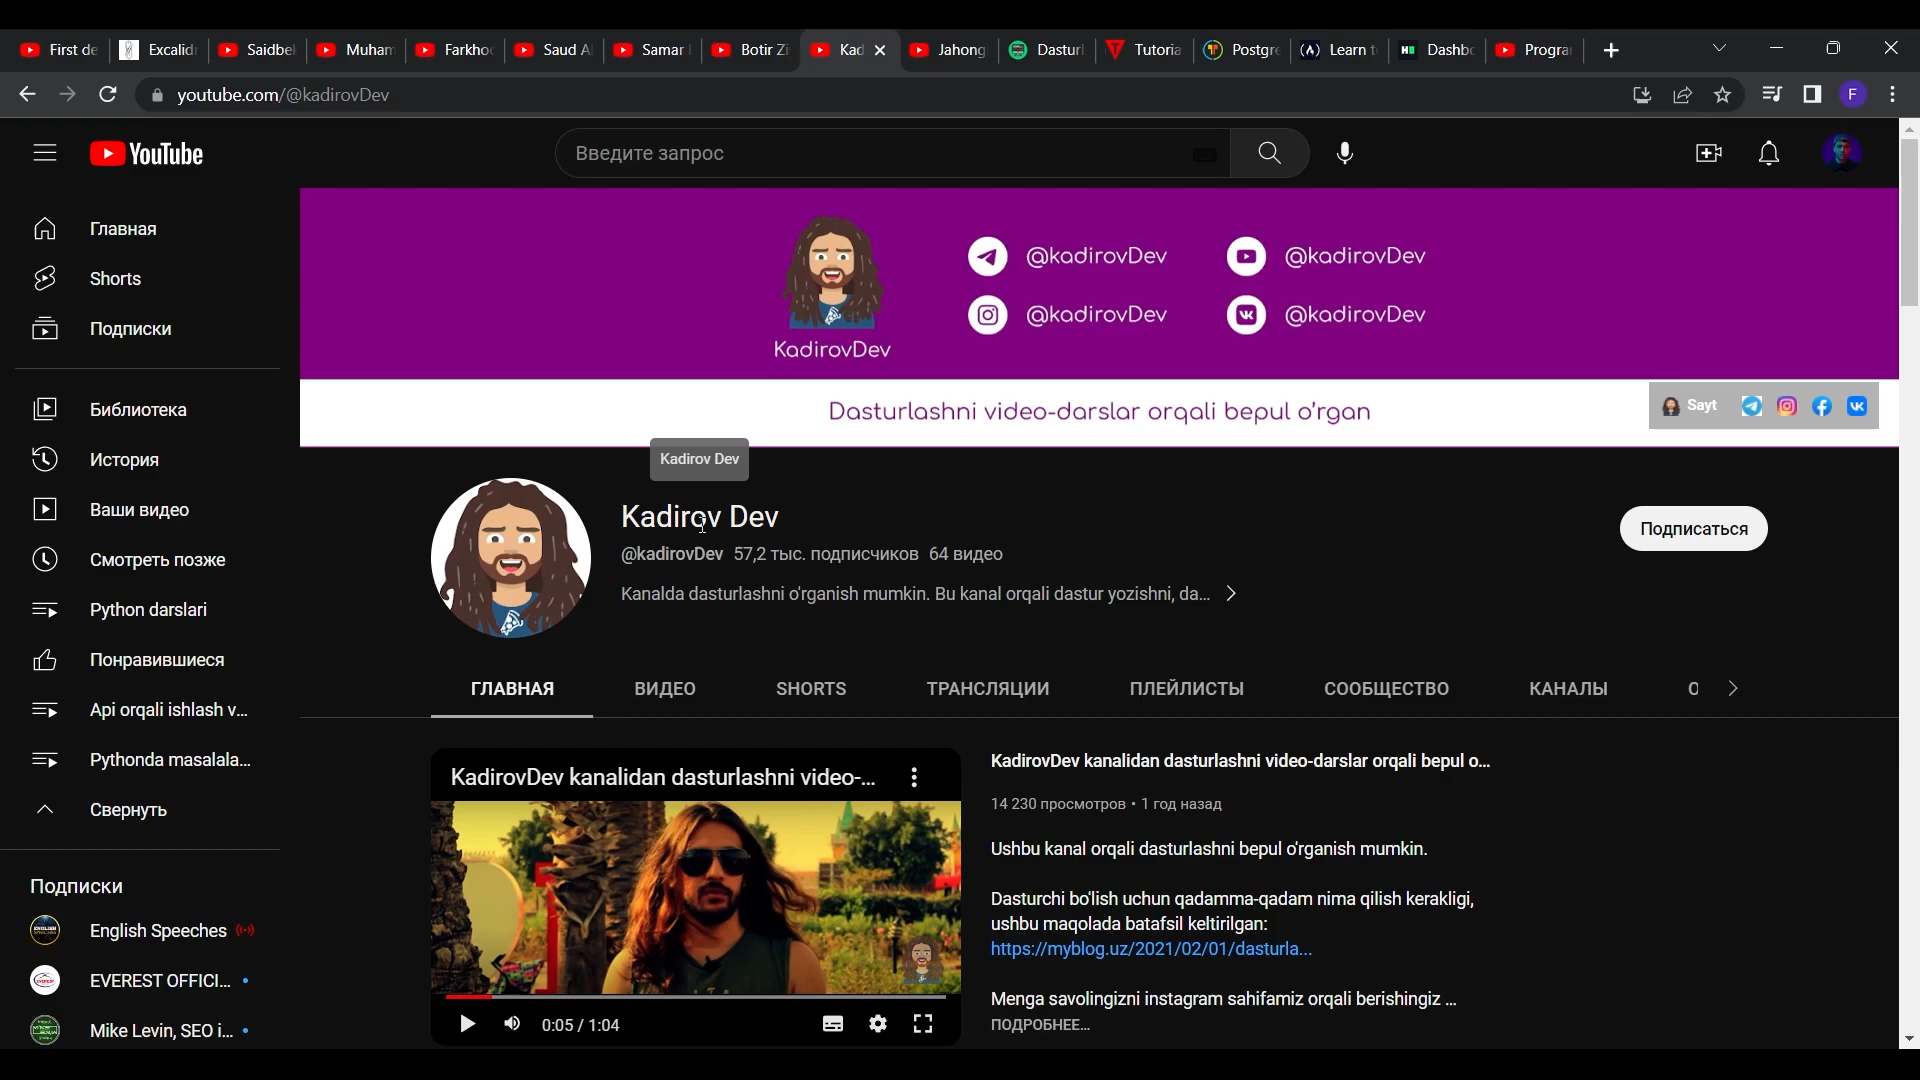 First de
Excalid
Saidbe
Muham
Farkho
Saud A
Samar
Botir Zi
Kad
Jahong
Dastur
Tutoria
Postgre
Learn t
Dashbo
Prograr
youtube.com/@kadirovDev
F
YouTube
Введите запрос
Главная
Shorts
Подписки
Библиотека
История
Ваши видео
Смотреть позже
Python darslari
Понравившиеся
Api orqali ishlash v...
Pythonda masalala...
Свернуть
Подписки
English Speeches
EVEREST OFFICI...
Mike Levin, SEO i...
@kadirovDev @kadirovDev
@kadirovDev @kadirovDev
KadirovDev
Dasturlashni video-darslar orqali bepul o'rgan
Sayt
Kadirov Dev
Kadirov Dev
@kadirovDev 57,2 тыс. подписчиков 64 видео
Kanalda dasturlashni o'rganish mumkin. Bu kanal orqali dastur yozishni, da...
Подписаться
ГЛАВНАЯ ВИДЕО SHORTS ТРАНСЛЯЦИИ ПЛЕЙЛИСТЫ СООБЩЕСТВО КАНАЛЫ О
KadirovDev kanalidan dasturlashni video-...
0:05 / 1:04
KadirovDev kanalidan dasturlashni video-darslar orqali bepul o...
14 230 просмотров • 1 год назад
Ushbu kanal orqali dasturlashni bepul o'rganish mumkin.
Dasturchi bo'lish uchun qadamma-qadam nima qilish kerakligi,
ushbu maqolada batafsil keltirilgan:
https://myblog.uz/2021/02/01/dasturla...
Menga savolingizni instagram sahifamiz orqali berishingiz ...
ПОДРОБНЕЕ...